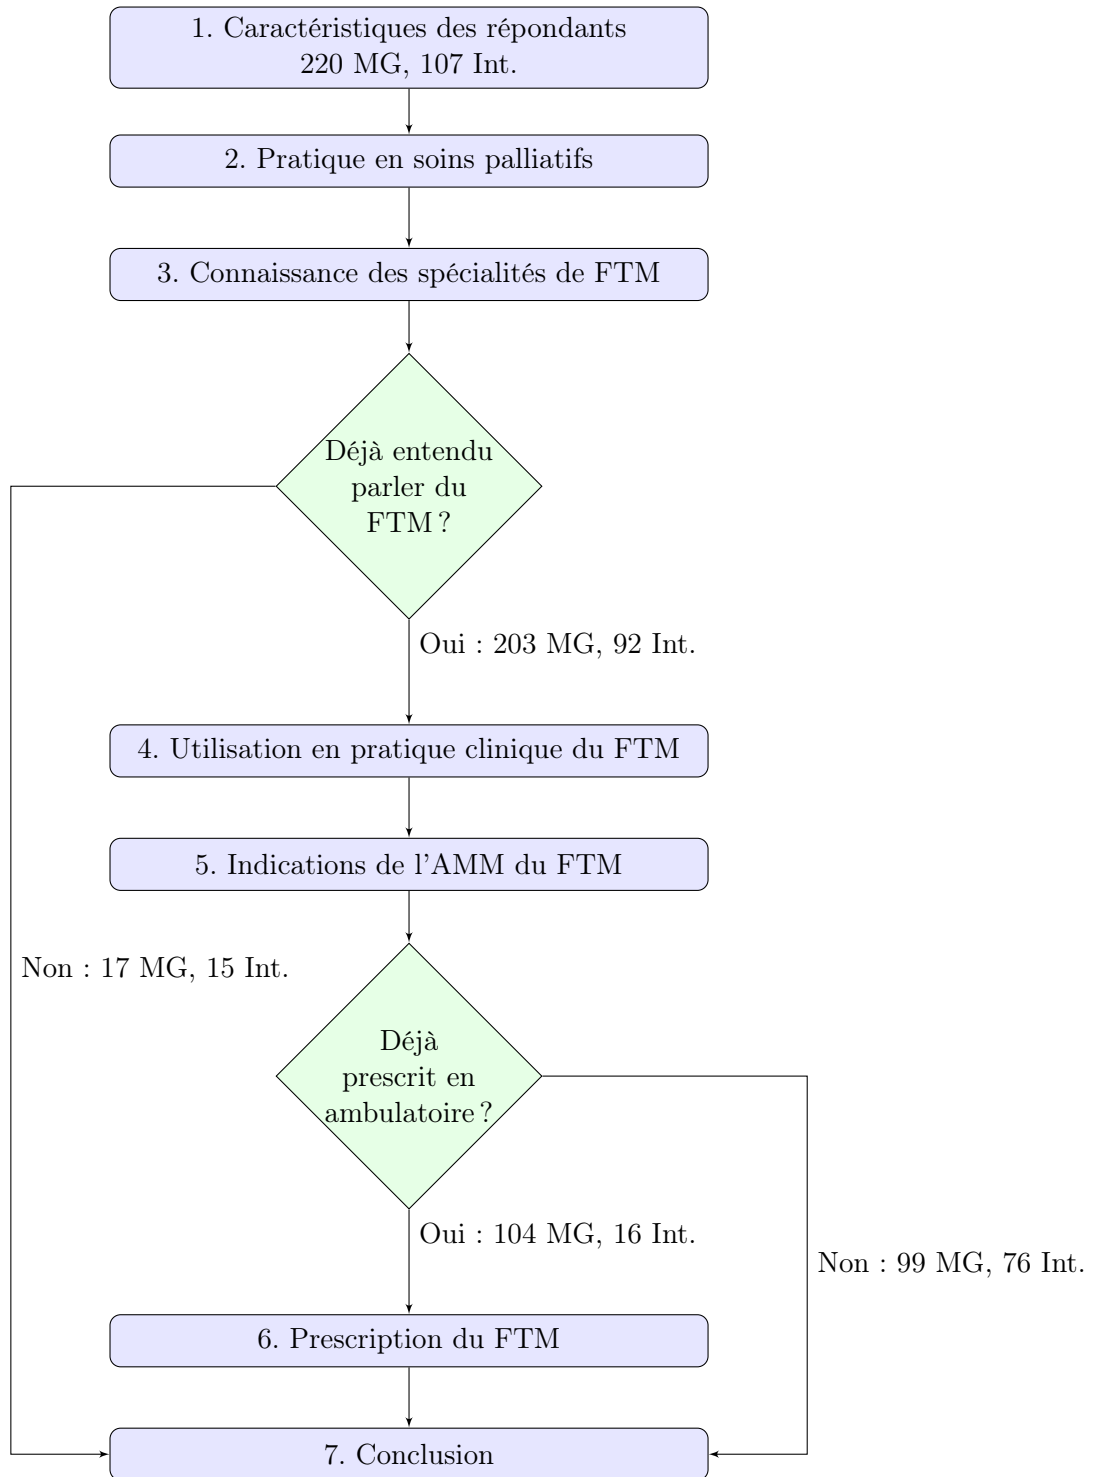 1. Caractéristiques des répondants
220 MG, 107 Int.
2. Pratique en soins palliatifs
3. Connaissance des spécialités de FTM
Déjà entendu
parler du
FTM ?
Oui : 203 MG, 92 Int.
4. Utilisation en pratique clinique du FTM
5. Indications de l'AMM du FTM
Non : 17 MG, 15 Int.
Déjà
prescrit en
ambulatoire ?
Oui : 104 MG, 16 Int.
Non : 99 MG, 76 Int.
6. Prescription du FTM
7. Conclusion